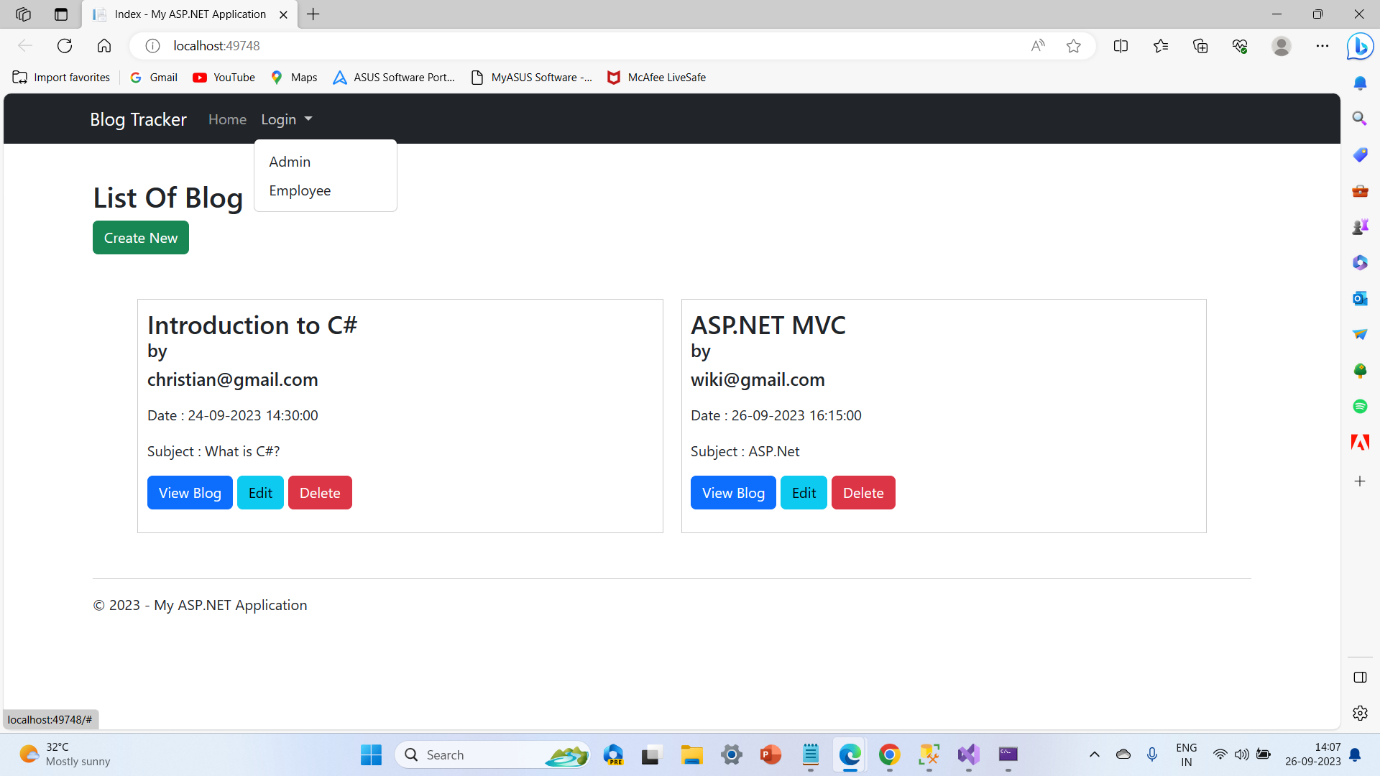 Index - My ASP.NET Application
localhost:49748
Import favorites
Gmail
YouTube
Maps
ASUS Software Port...
MyASUS Software -...
McAfee LiveSafe
Blog Tracker
Home
Login
Admin
Employee
List Of Blog
Create New
Introduction to C#
by
christian@gmail.com
Date : 24-09-2023 14:30:00
Subject : What is C#?
View Blog
Edit
Delete
ASP.NET MVC
by
wiki@gmail.com
Date : 26-09-2023 16:15:00
Subject : ASP.Net
View Blog
Edit
Delete
© 2023 - My ASP.NET Application
localhost:49748/#
32°C
Mostly sunny
Search
PRE
ENG
IN
14:07
26-09-2023